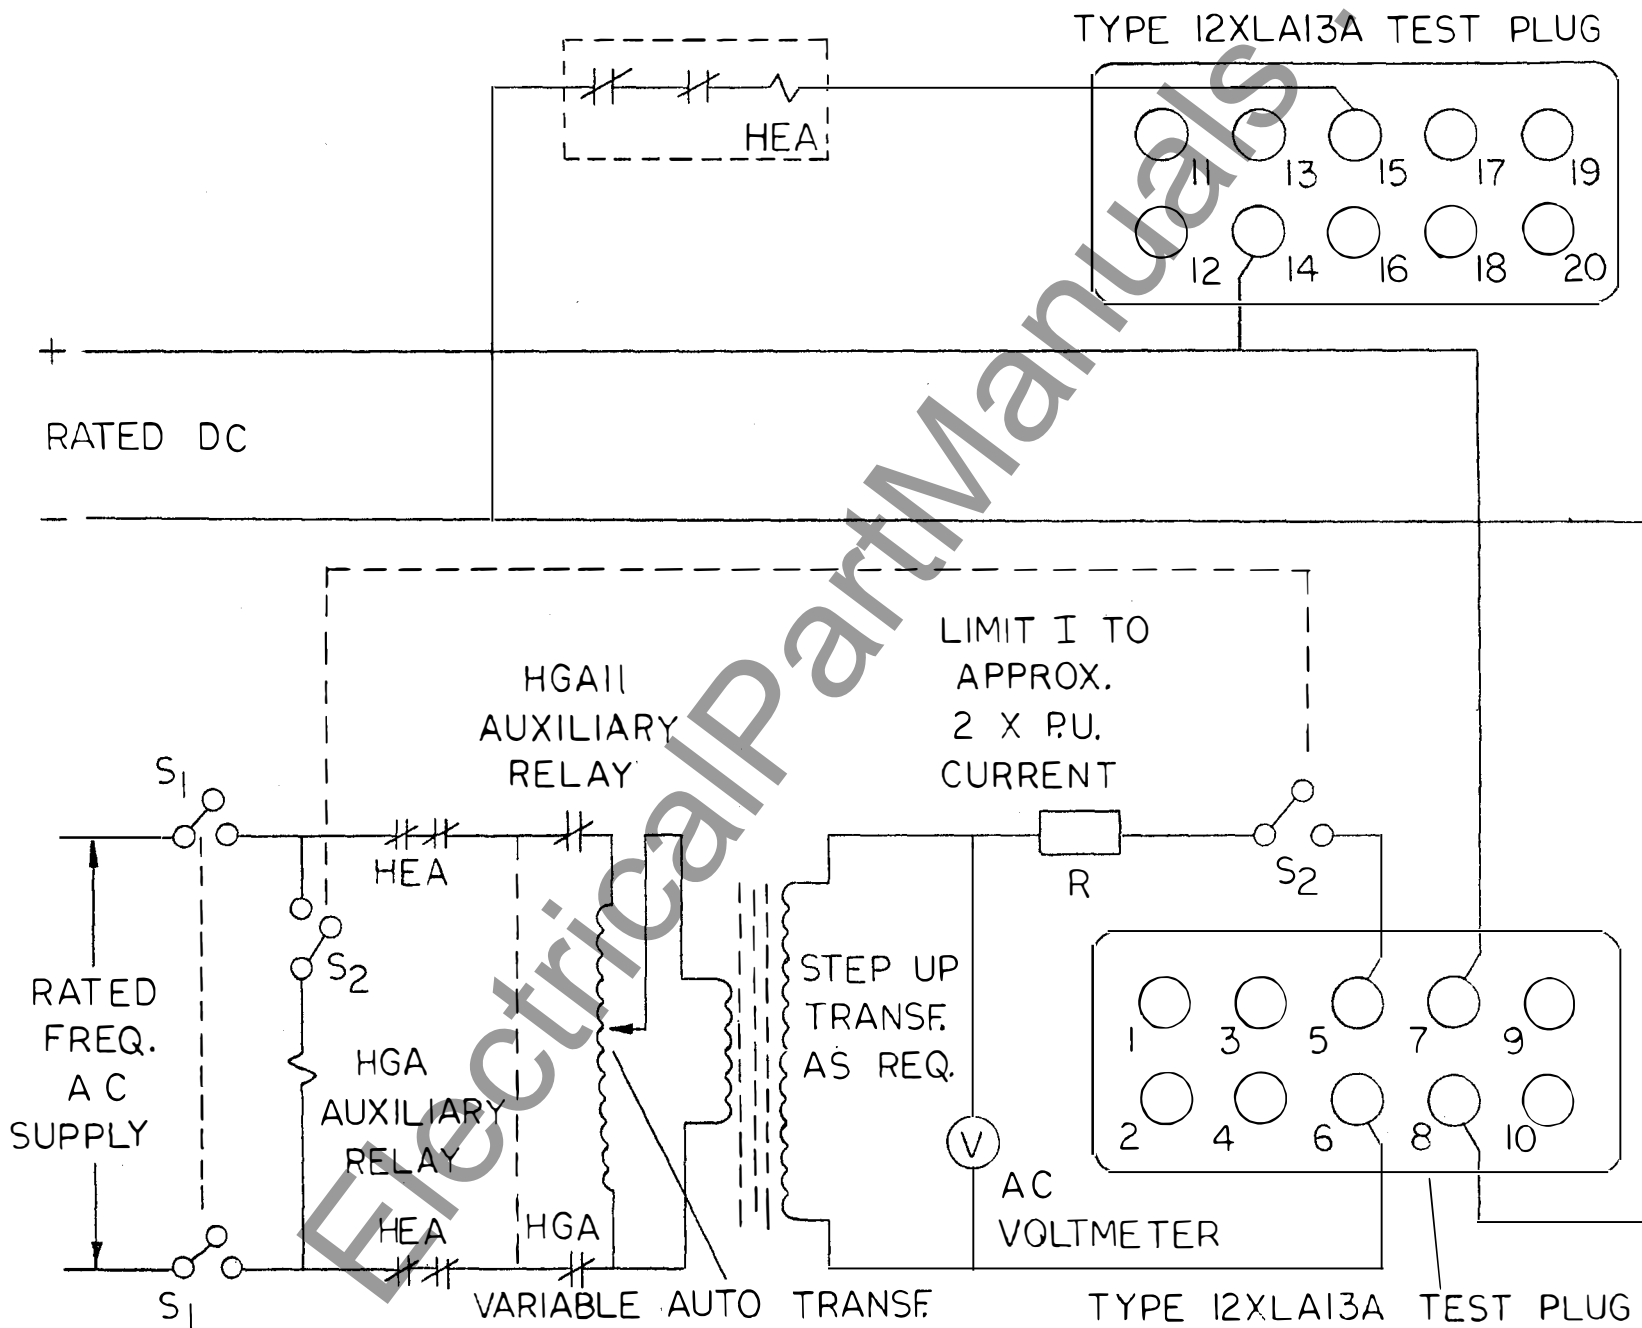 TYPE 12XLA13A TEST PLUG
HEA
11 13 15 17 19
12 14 16 18 20
+
RATED DC
-
LIMIT I TO
APPROX.
2 X P.U.
CURRENT
HGA11
AUXILIARY
RELAY
S1
HEA
R
S2
S2
STEP UP
TRANSF.
AS REQ.
RATED
FREQ.
AC
SUPPLY
HGA
AUXILIARY
RELAY
1 3 5 7 9
2 4 6 8 10
V
AC
VOLTMETER
HEA
HGA
S1
VARIABLE AUTO TRANSF.
TYPE 12XLA13A TEST PLUG
ElectricalPartManuals.